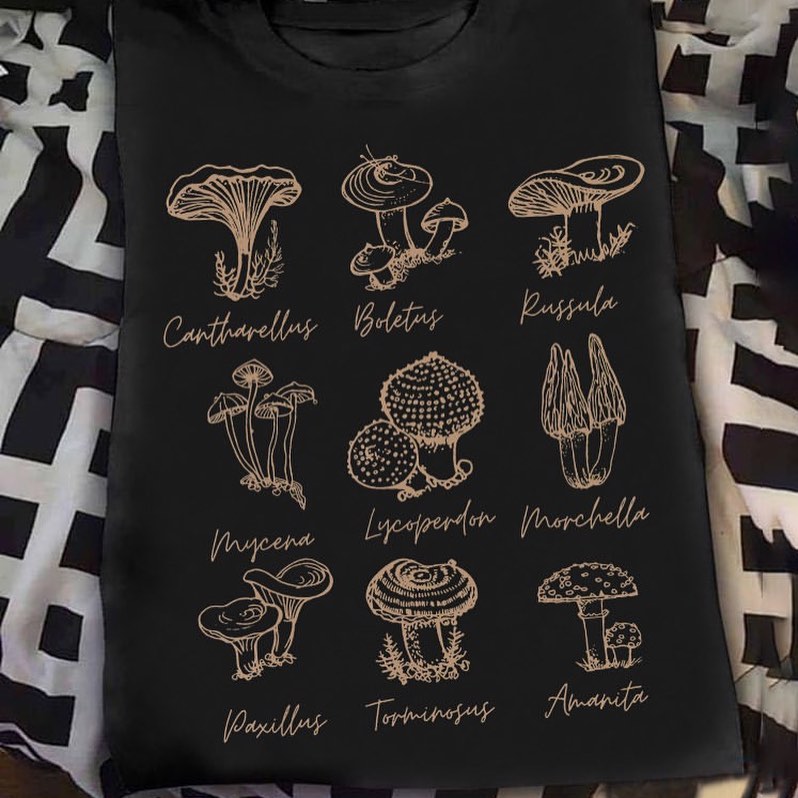 Cantharellus
Boletus
Russula
Mycena
Lycoperdon
Morchella
Paxillus
Torminosus
Amanita